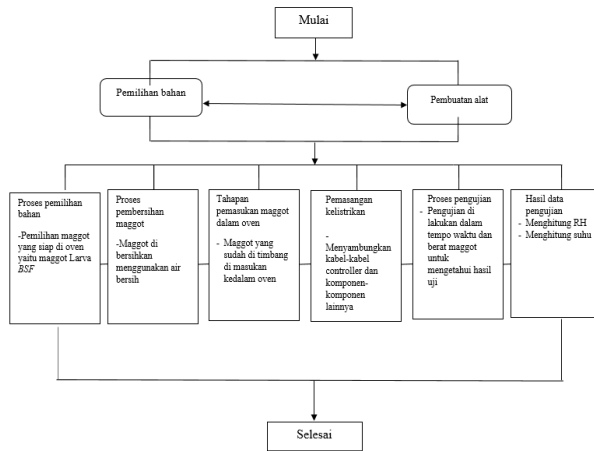 Mulai
Pemilihan bahan
Pembuatan alat
Proses pemilihan
bahan
-Pemilihan maggot
yang siap di oven
yaitu maggot Larva
BSF
Proses
pembersihan
maggot
-Maggot di
bersihkan
menggunakan air
bersih
Tahapan
pemasukan maggot
dalam oven
- Maggot yang
sudah di timbang
di masukan
kedalam oven
Pemasangan
kelistrikan
-
Menyambungkan
kabel-kabel
controller dan
komponen-
komponen
lainnya
Proses pengujian
- Pengujian di
lakukan dalam
tempo waktu dan
berat maggot
untuk
mengetahui hasil
uji
Hasil data
pengujian
- Menghitung RH
- Menghitung suhu
Selesai